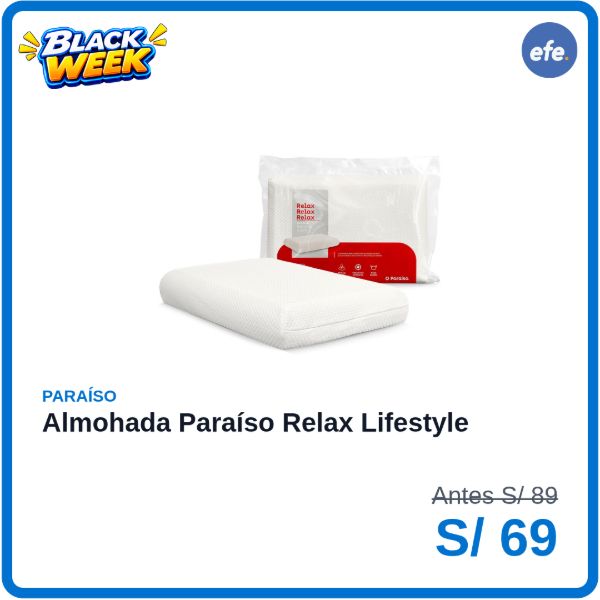 BLACK
WEEK
efe.
Relax
Relax
Relax
Paraíso
PARAÍSO
Almohada Paraíso Relax Lifestyle
Antes S/ 89
S/ 69